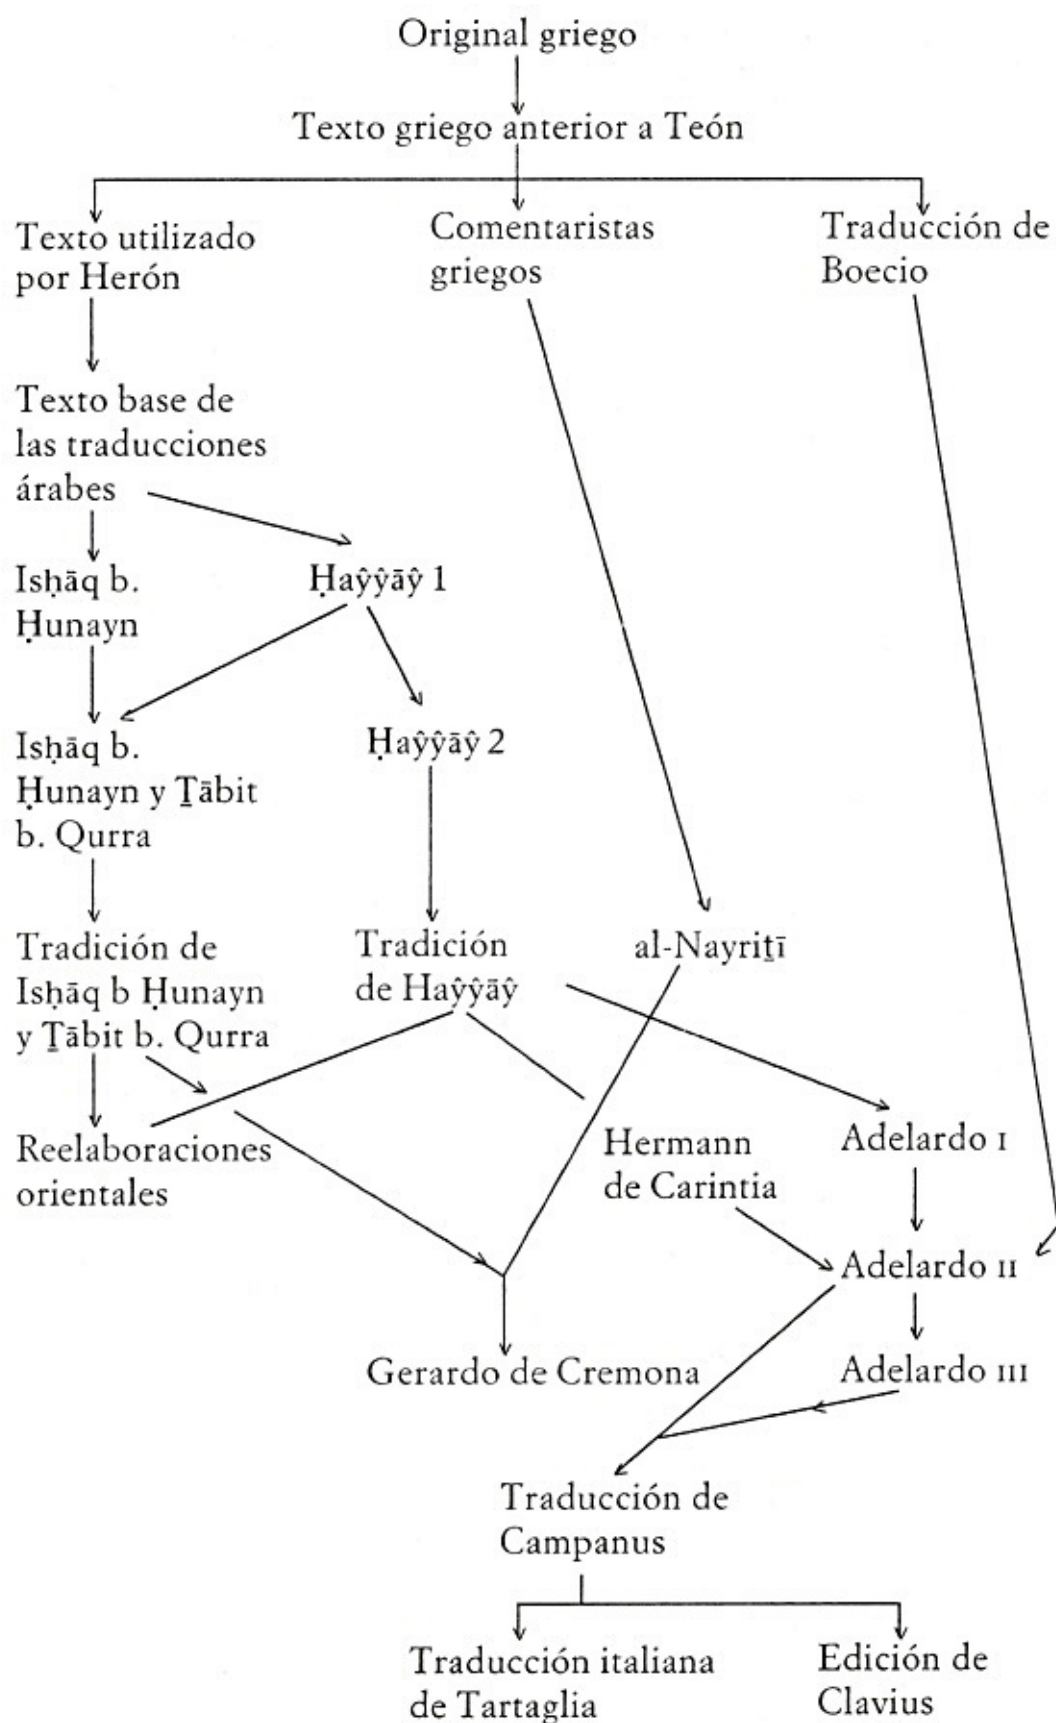 Original griego
Texto griego anterior a Teón
Texto utilizado
por Herón
Comentaristas
griegos
Traducción de
Boecio
Texto base de
las traducciones
árabes
Isḥāq b.
Ḥunayn
Ḥaŷŷāŷ 1
Isḥāq b.
Ḥunayn y Ṯābit
b. Qurra
Ḥaŷŷāŷ 2
Tradición de
Isḥāq b Ḥunayn
y Ṯābit b. Qurra
Tradición
de Haŷŷāŷ
al-Nayriṯī
Reelaboraciones
orientales
Hermann
de Carintia
Adelardo I
Adelardo II
Gerardo de Cremona
Adelardo III
Traducción de
Campanus
Traducción italiana
de Tartaglia
Edición de
Clavius